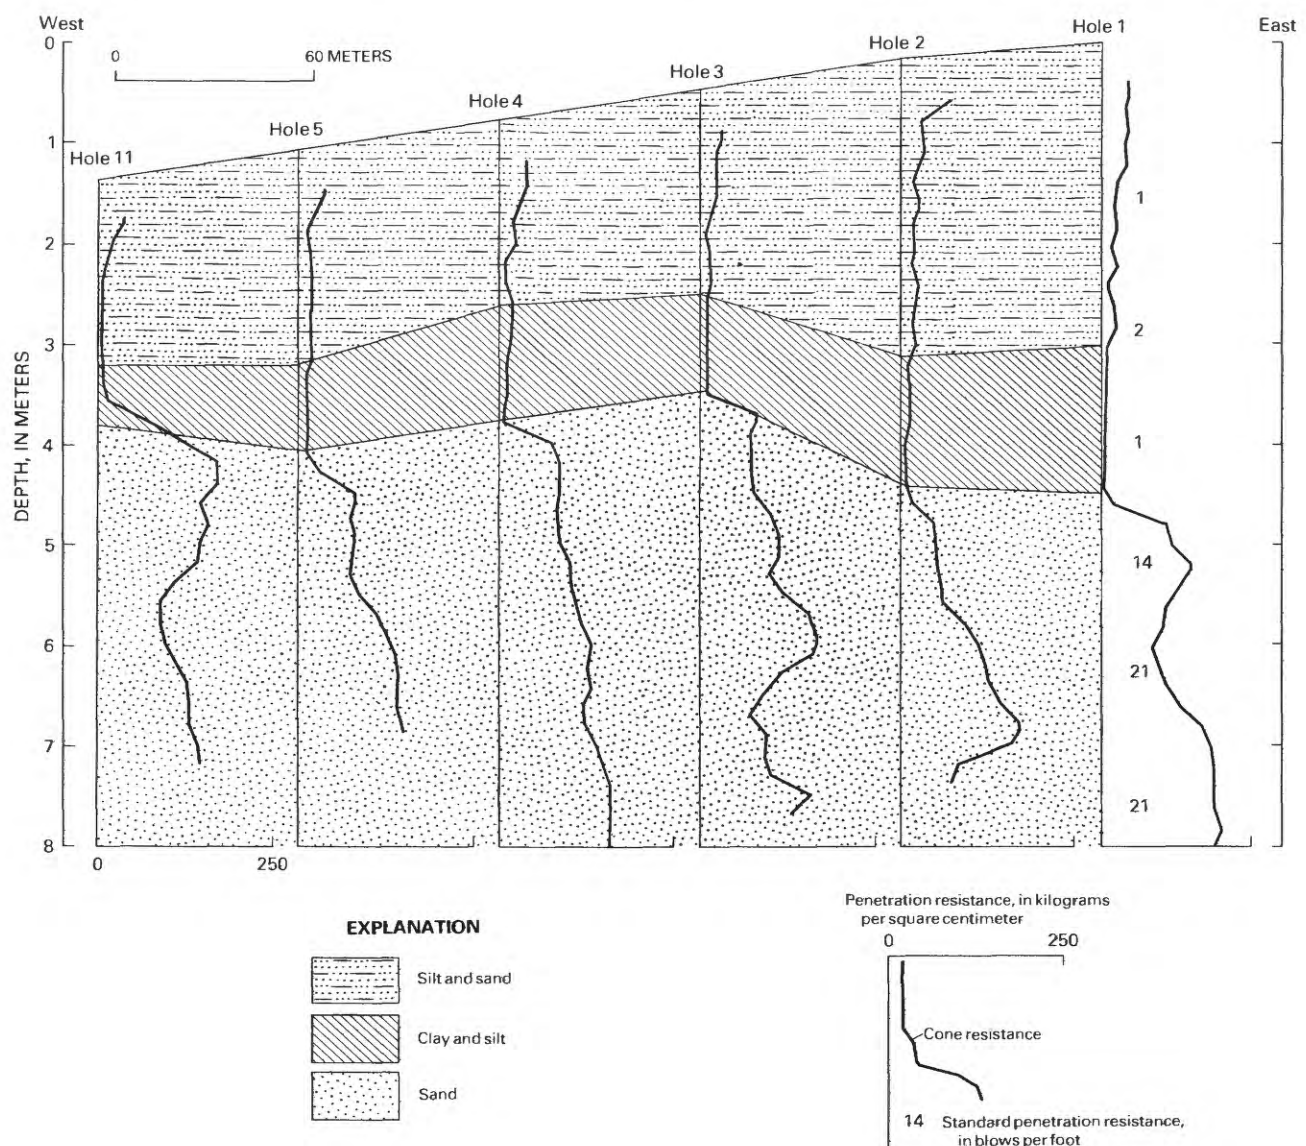 West
East
Hole 1
Hole 2
Hole 3
Hole 4
Hole 5
Hole 11
0 60 METERS
DEPTH, IN METERS
0
1
2
3
4
5
6
7
8
1
2
1
14
21
21
0 250
EXPLANATION
Silt and sand
Clay and silt
Sand
Penetration resistance, in kilograms
per square centimeter
0 250
Cone resistance
14 Standard penetration resistance,
in blows per foot